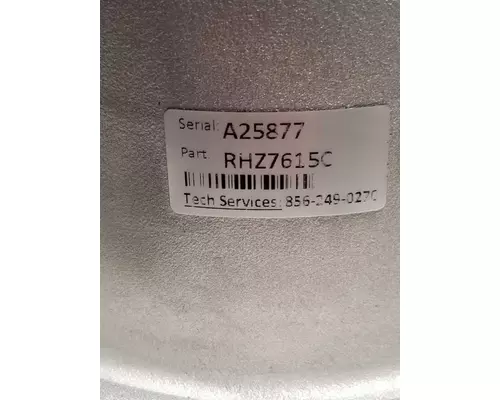 Serial: A25877
Part: RHZ7615C
Tech Services: 856-249-0270